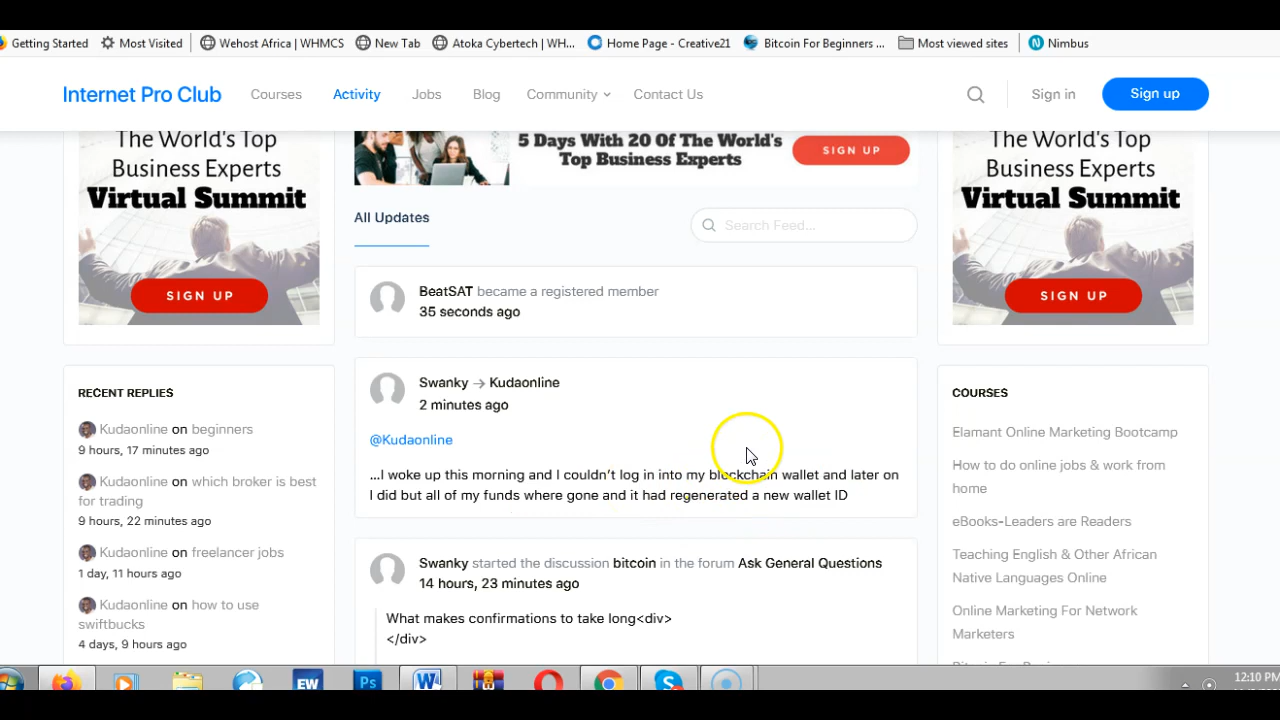 Getting Started
Most Visited
Wehost Africa | WHMCS
New Tab
Atoka Cybertech | WH...
Home Page - Creative21
Bitcoin For Beginners ...
Most viewed sites
Nimbus
Internet Pro Club
Courses
Activity
Jobs
Blog
Community
Contact Us
Sign in
Sign up
The World's Top
Business Experts
Virtual Summit
SIGN UP
RECENT REPLIES
Kudaonline on beginners
9 hours, 17 minutes ago
Kudaonline on which broker is best
for trading
9 hours, 22 minutes ago
Kudaonline on freelancer jobs
1 day, 11 hours ago
Kudaonline on how to use
swiftbucks
4 days, 9 hours ago
5 Days With 20 Of The World's
Top Business Experts
SIGN UP
All Updates
Search Feed...
BeatSAT became a registered member
35 seconds ago
Swanky → Kudaonline
2 minutes ago
@Kudaonline
...I woke up this morning and I couldn't log in into my blockchain wallet and later on
I did but all of my funds where gone and it had regenerated a new wallet ID
Swanky started the discussion bitcoin in the forum Ask General Questions
14 hours, 23 minutes ago
What makes confirmations to take long<div>
</div>
The World's Top
Business Experts
Virtual Summit
SIGN UP
COURSES
Elamant Online Marketing Bootcamp
How to do online jobs & work from
home
eBooks-Leaders are Readers
Teaching English & Other African
Native Languages Online
Online Marketing For Network
Marketers
EW
Ps
12:10 PM